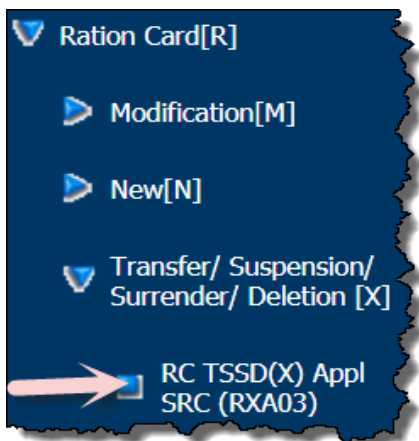 Ration Card[R]
Modification[M]
New[N]
Transfer/ Suspension/
Surrender/ Deletion [X]
RC TSSD(X) Appl
SRC (RXA03)